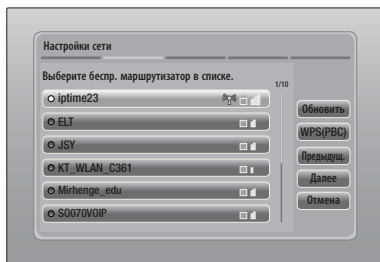 Настройки сети
Выберите беспр. маршрутизатор в списке.
1/10
iptime23
ELT
JSY
KT_WLAN_C361
Mirhenge_edu
SO070VOIP
Обновить
WPS(PBC)
Предыдущ.
Далее
Отмена